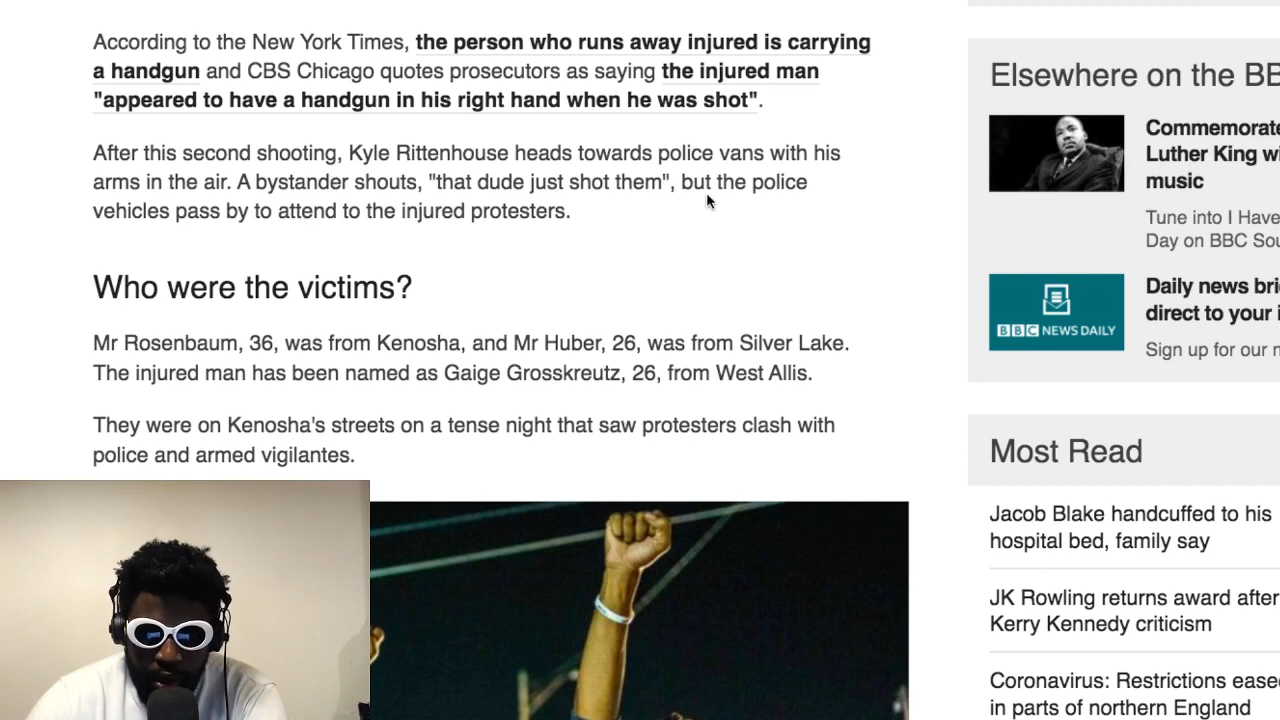 According to the New York Times, the person who runs away injured is carrying
a handgun and CBS Chicago quotes prosecutors as saying the injured man
"appeared to have a handgun in his right hand when he was shot".
After this second shooting, Kyle Rittenhouse heads towards police vans with his
arms in the air. A bystander shouts, "that dude just shot them", but the police
vehicles pass by to attend to the injured protesters.
Who were the victims?
Mr Rosenbaum, 36, was from Kenosha, and Mr Huber, 26, was from Silver Lake.
The injured man has been named as Gaige Grosskreutz, 26, from West Allis.
They were on Kenosha's streets on a tense night that saw protesters clash with
police and armed vigilantes.
Elsewhere on the BB
Commemorate
Luther King wi
music
Tune into I Have
Day on BBC Sou
BBC NEWS DAILY
Daily news bri
direct to your i
Sign up for our n
Most Read
Jacob Blake handcuffed to his
hospital bed, family say
JK Rowling returns award after
Kerry Kennedy criticism
Coronavirus: Restrictions ease
in parts of northern England